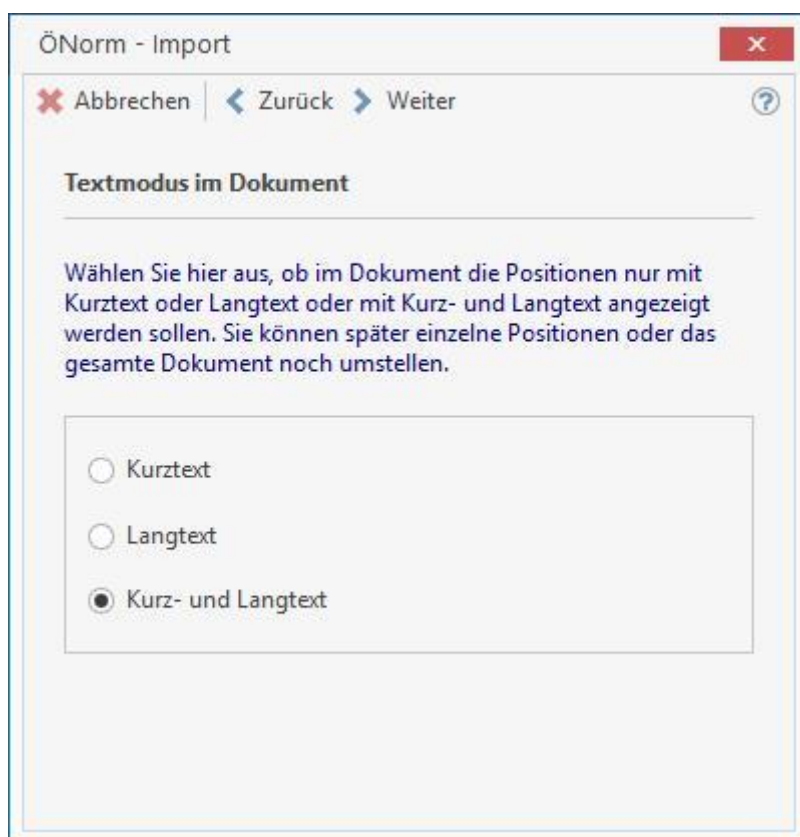 ÖNorm - Import
Abbrechen Zurück Weiter
Textmodus im Dokument
Wählen Sie hier aus, ob im Dokument die Positionen nur mit
Kurztext oder Langtext oder mit Kurz- und Langtext angezeigt
werden sollen. Sie können später einzelne Positionen oder das
gesamte Dokument noch umstellen.
Kurztext
Langtext
Kurz- und Langtext